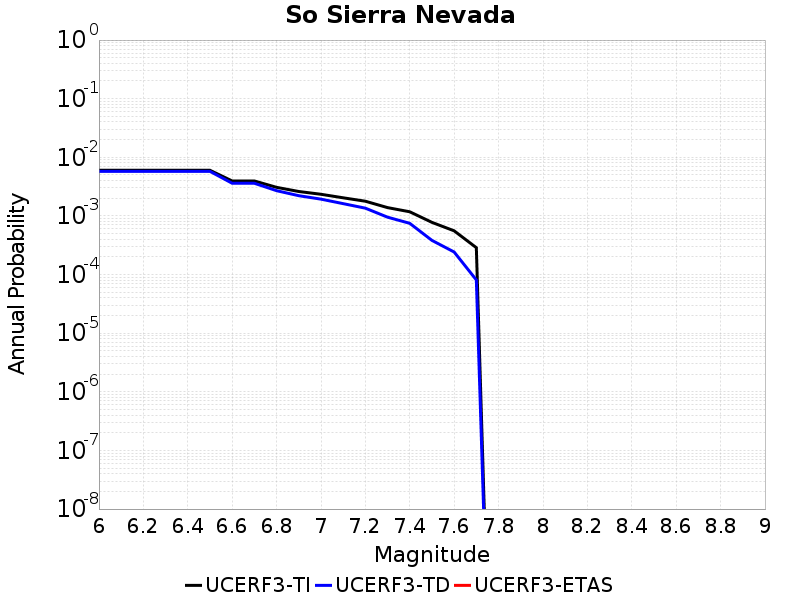 So Sierra Nevada
10^0
10^-1
10^-2
10^-3
10^-4
10^-5
10^-6
10^-7
10^-8
Annual Probability
6 6.2 6.4 6.6 6.8 7 7.2 7.4 7.6 7.8 8 8.2 8.4 8.6 8.8 9
Magnitude
UCERF3-TI UCERF3-TD UCERF3-ETAS